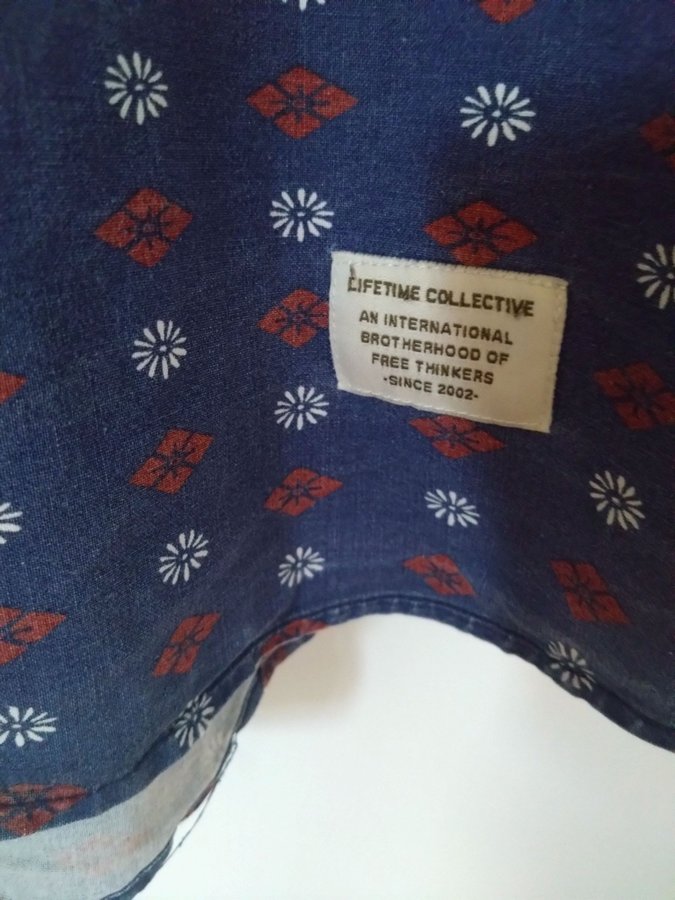 LIFETIME COLLECTIVE
AN INTERNATIONAL
BROTHERHOOD OF
FREE THINKERS
-SINCE 2002-